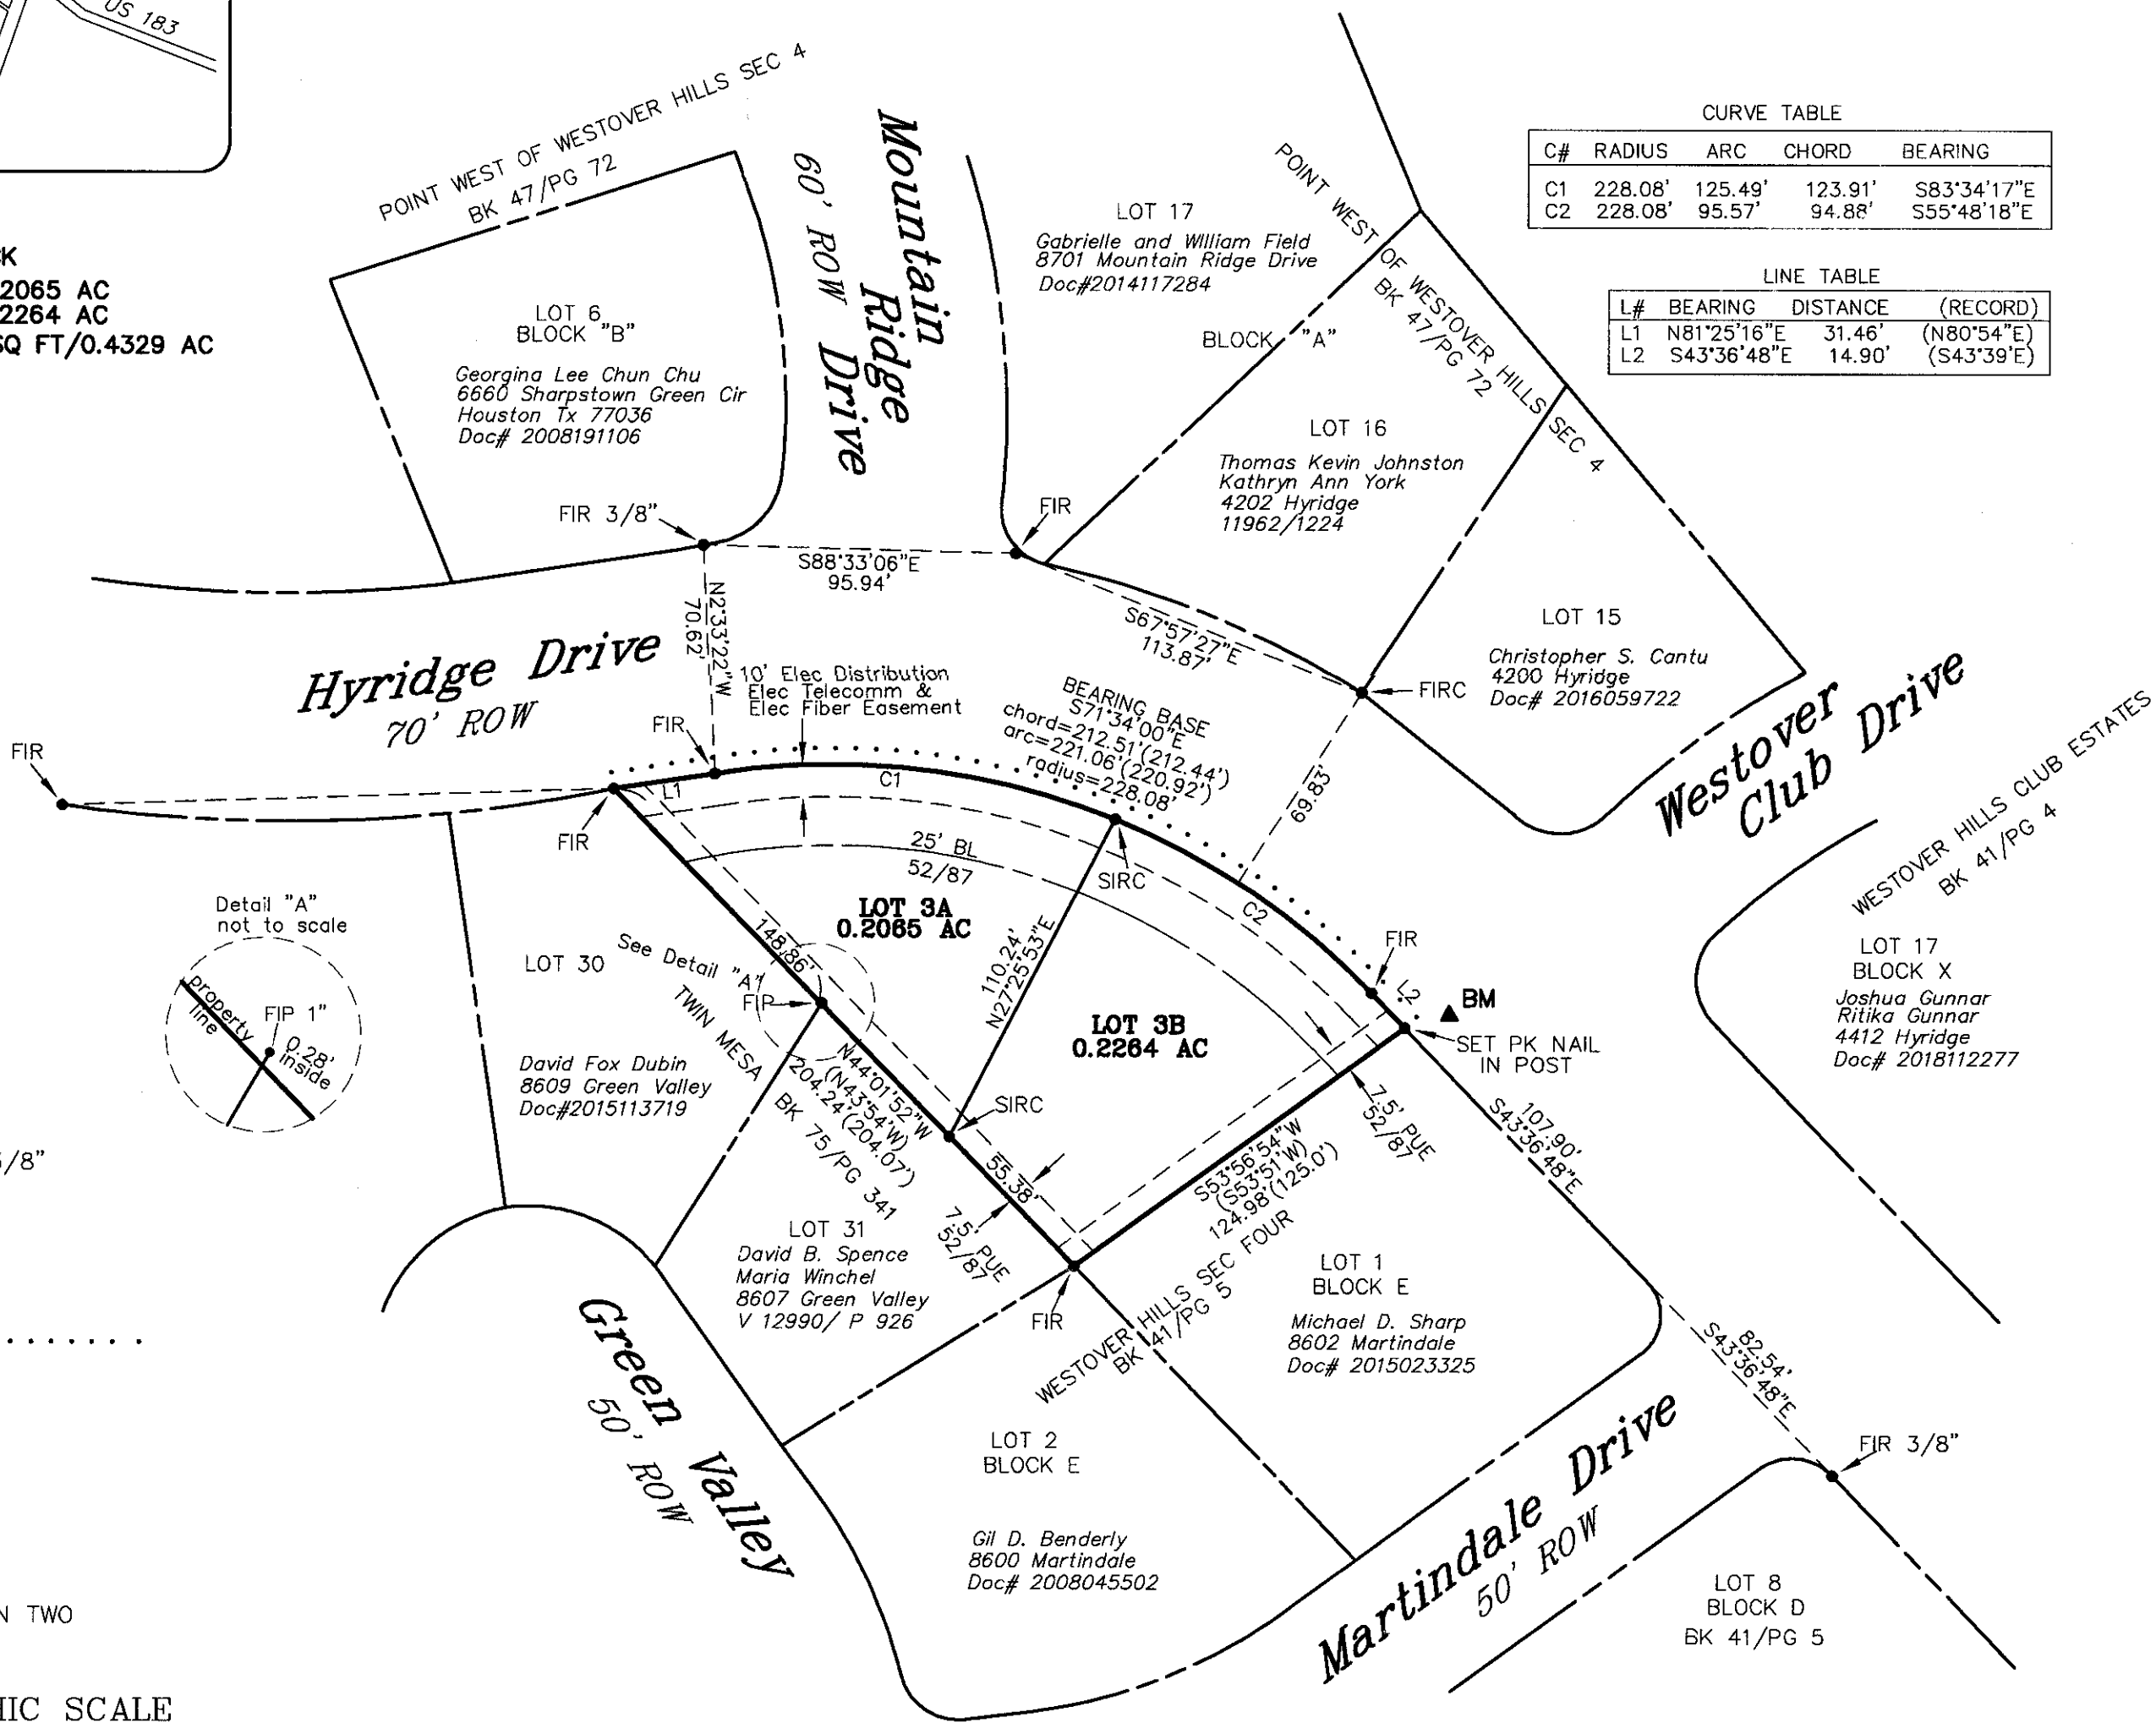 US 183
CK
2065 AC
2264 AC
SQ FT/0.4329 AC
POINT WEST OF WESTOVER HILLS SEC 4
BK 47/PG 72
LOT 6
BLOCK "B"
Georgina Lee Chun Chu
6660 Sharpstown Green Cir
Houston Tx 77036
Doc# 2008191106
Mountain
Ridge
Drive
60' ROW
LOT 17
Gabrielle and William Field
8701 Mountain Ridge Drive
Doc#2014117284
BLOCK "A"
POINT WEST OF WESTOVER HILLS SEC 4
BK 47/PG 72
CURVE TABLE
C# RADIUS ARC CHORD BEARING
C1 228.08' 125.49' 123.91' S83°34'17"E
C2 228.08' 95.57' 94.88' S55°48'18"E
LINE TABLE
L# BEARING DISTANCE (RECORD)
L1 N81°25'16"E 31.46' (N80°54"E)
L2 S43°36'48"E 14.90' (S43°39'E)
LOT 16
Thomas Kevin Johnston
Kathryn Ann York
4202 Hyridge
11962/1224
LOT 15
Christopher S. Cantu
4200 Hyridge
Doc# 2016059722
FIR 3/8"
FIR
S88°33'06"E
95.94'
N2°33'22"W
70.62'
S67°57'27"E
113.87'
FIRC
Hyridge Drive
70' ROW
10' Elec Distribution
Elec Telecomm &
Elec Fiber Easement
BEARING BASE
S71°34'00"E
chord=212.51'(212.44')
arc=221.06'(220.92')
radius=228.08'
69.83'
Westover
Club Drive
WESTOVER HILLS CLUB ESTATES
BK 41/PG 4
FIR
FIR
FIR
L1
C1
25' BL
52/87
SIRC
C2
LOT 3A
0.2065 AC
148.86'
110.24'
N27°25'53"E
FIR
L2
BM
SET PK NAIL
IN POST
LOT 17
BLOCK X
Joshua Gunnar
Ritika Gunnar
4412 Hyridge
Doc# 2018112277
Detail "A"
not to scale
property
line
FIP 1"
0.28'
inside
LOT 30
See Detail "A"
FIP
David Fox Dubin
8609 Green Valley
Doc#2015113719
TWIN MESA
BK 75/PG 341
LOT 3B
0.2264 AC
N44°01'52"W
(N43°54'W)
204.24'(204.07')
SIRC
55.38'
7.5' PUE
52/87
7.5' PUE
52/87
S53°56'54"W
(S53°51'W)
124.98'(125.0')
107.90'
S43°36'48"E
/8"
LOT 31
David B. Spence
Maria Winchel
8607 Green Valley
V 12990/ P 926
FIR
WESTOVER HILLS SEC FOUR
BK 41/PG 5
LOT 1
BLOCK E
Michael D. Sharp
8602 Martindale
Doc# 2015023325
82.54'
S43°36'48"E
FIR 3/8"
Green Valley
50' ROW
LOT 2
BLOCK E
Gil D. Benderly
8600 Martindale
Doc# 2008045502
Martindale Drive
50' ROW
LOT 8
BLOCK D
BK 41/PG 5
N TWO
HIC SCALE